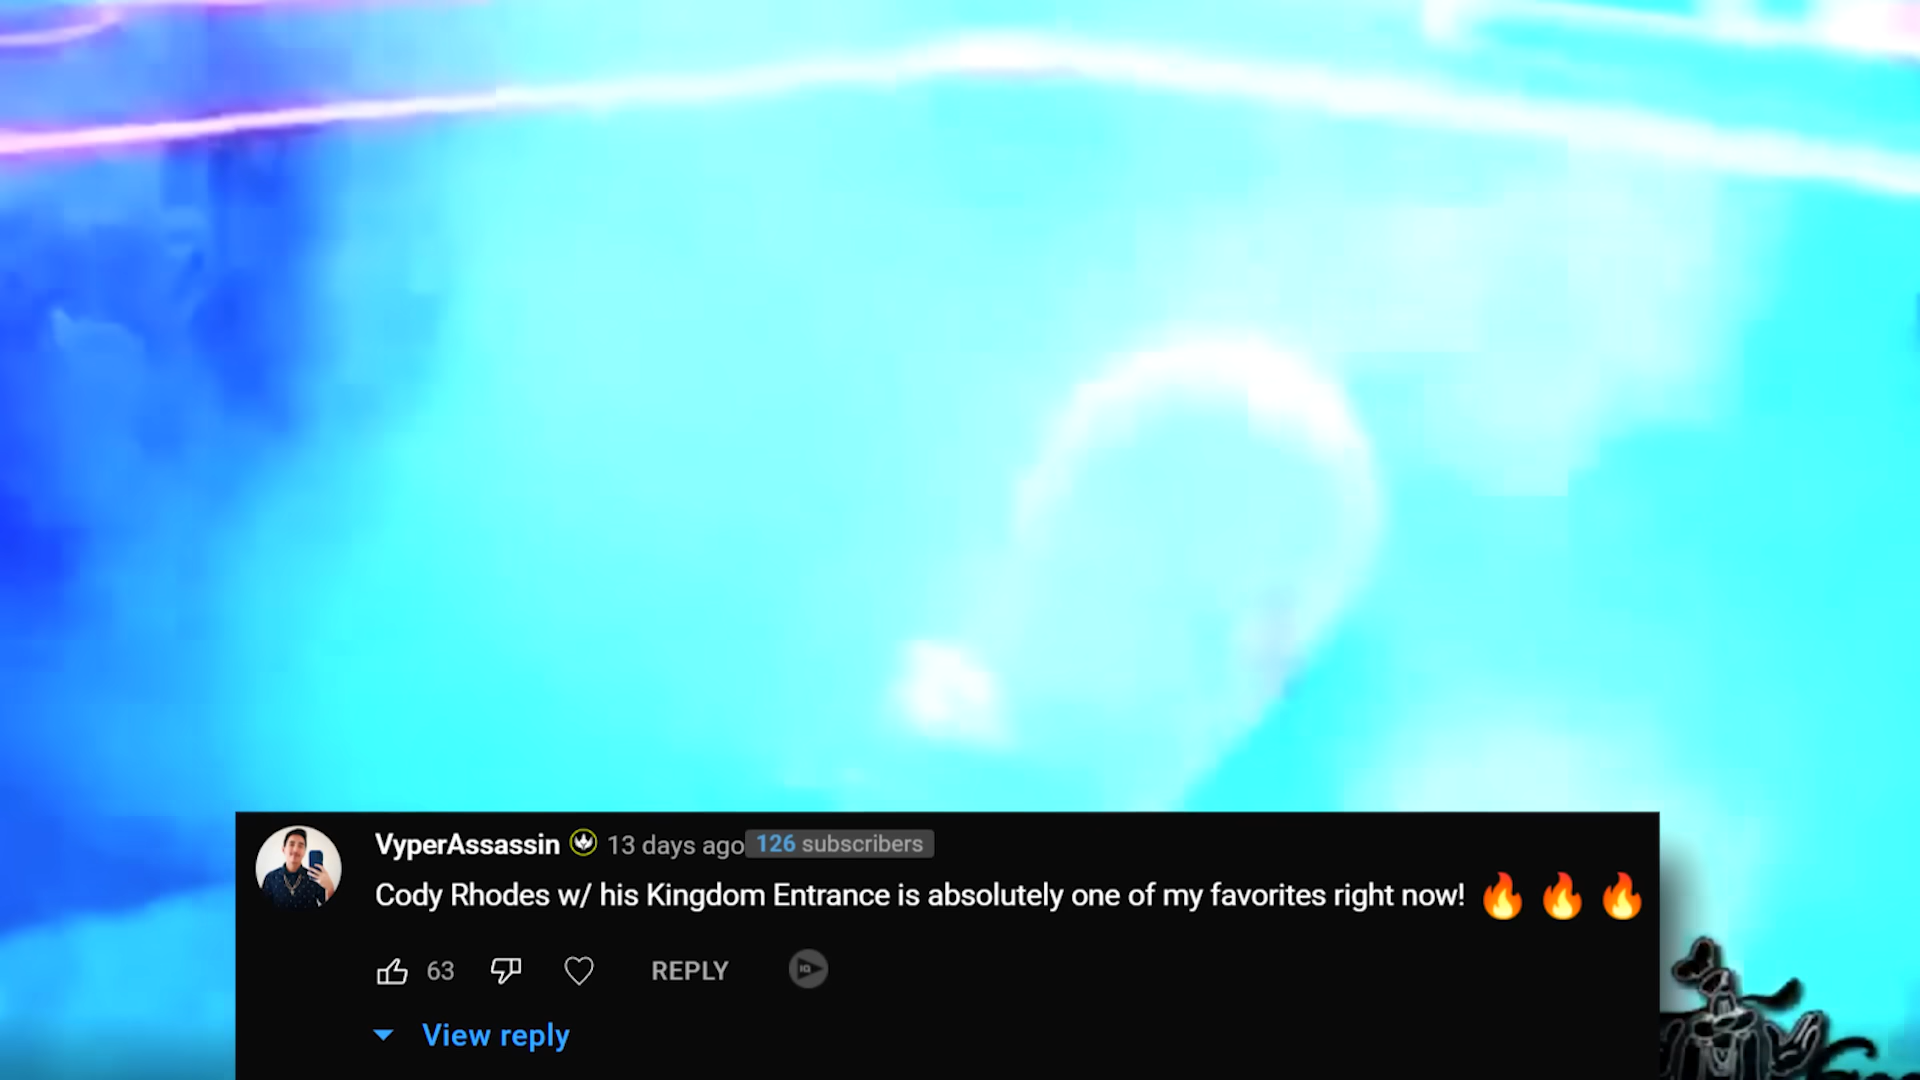 VyperAssassin 13 days ago 126 subscribers
Cody Rhodes w/ his Kingdom Entrance is absolutely one of my favorites right now! 🔥 🔥 🔥
63 REPLY IQ
View reply